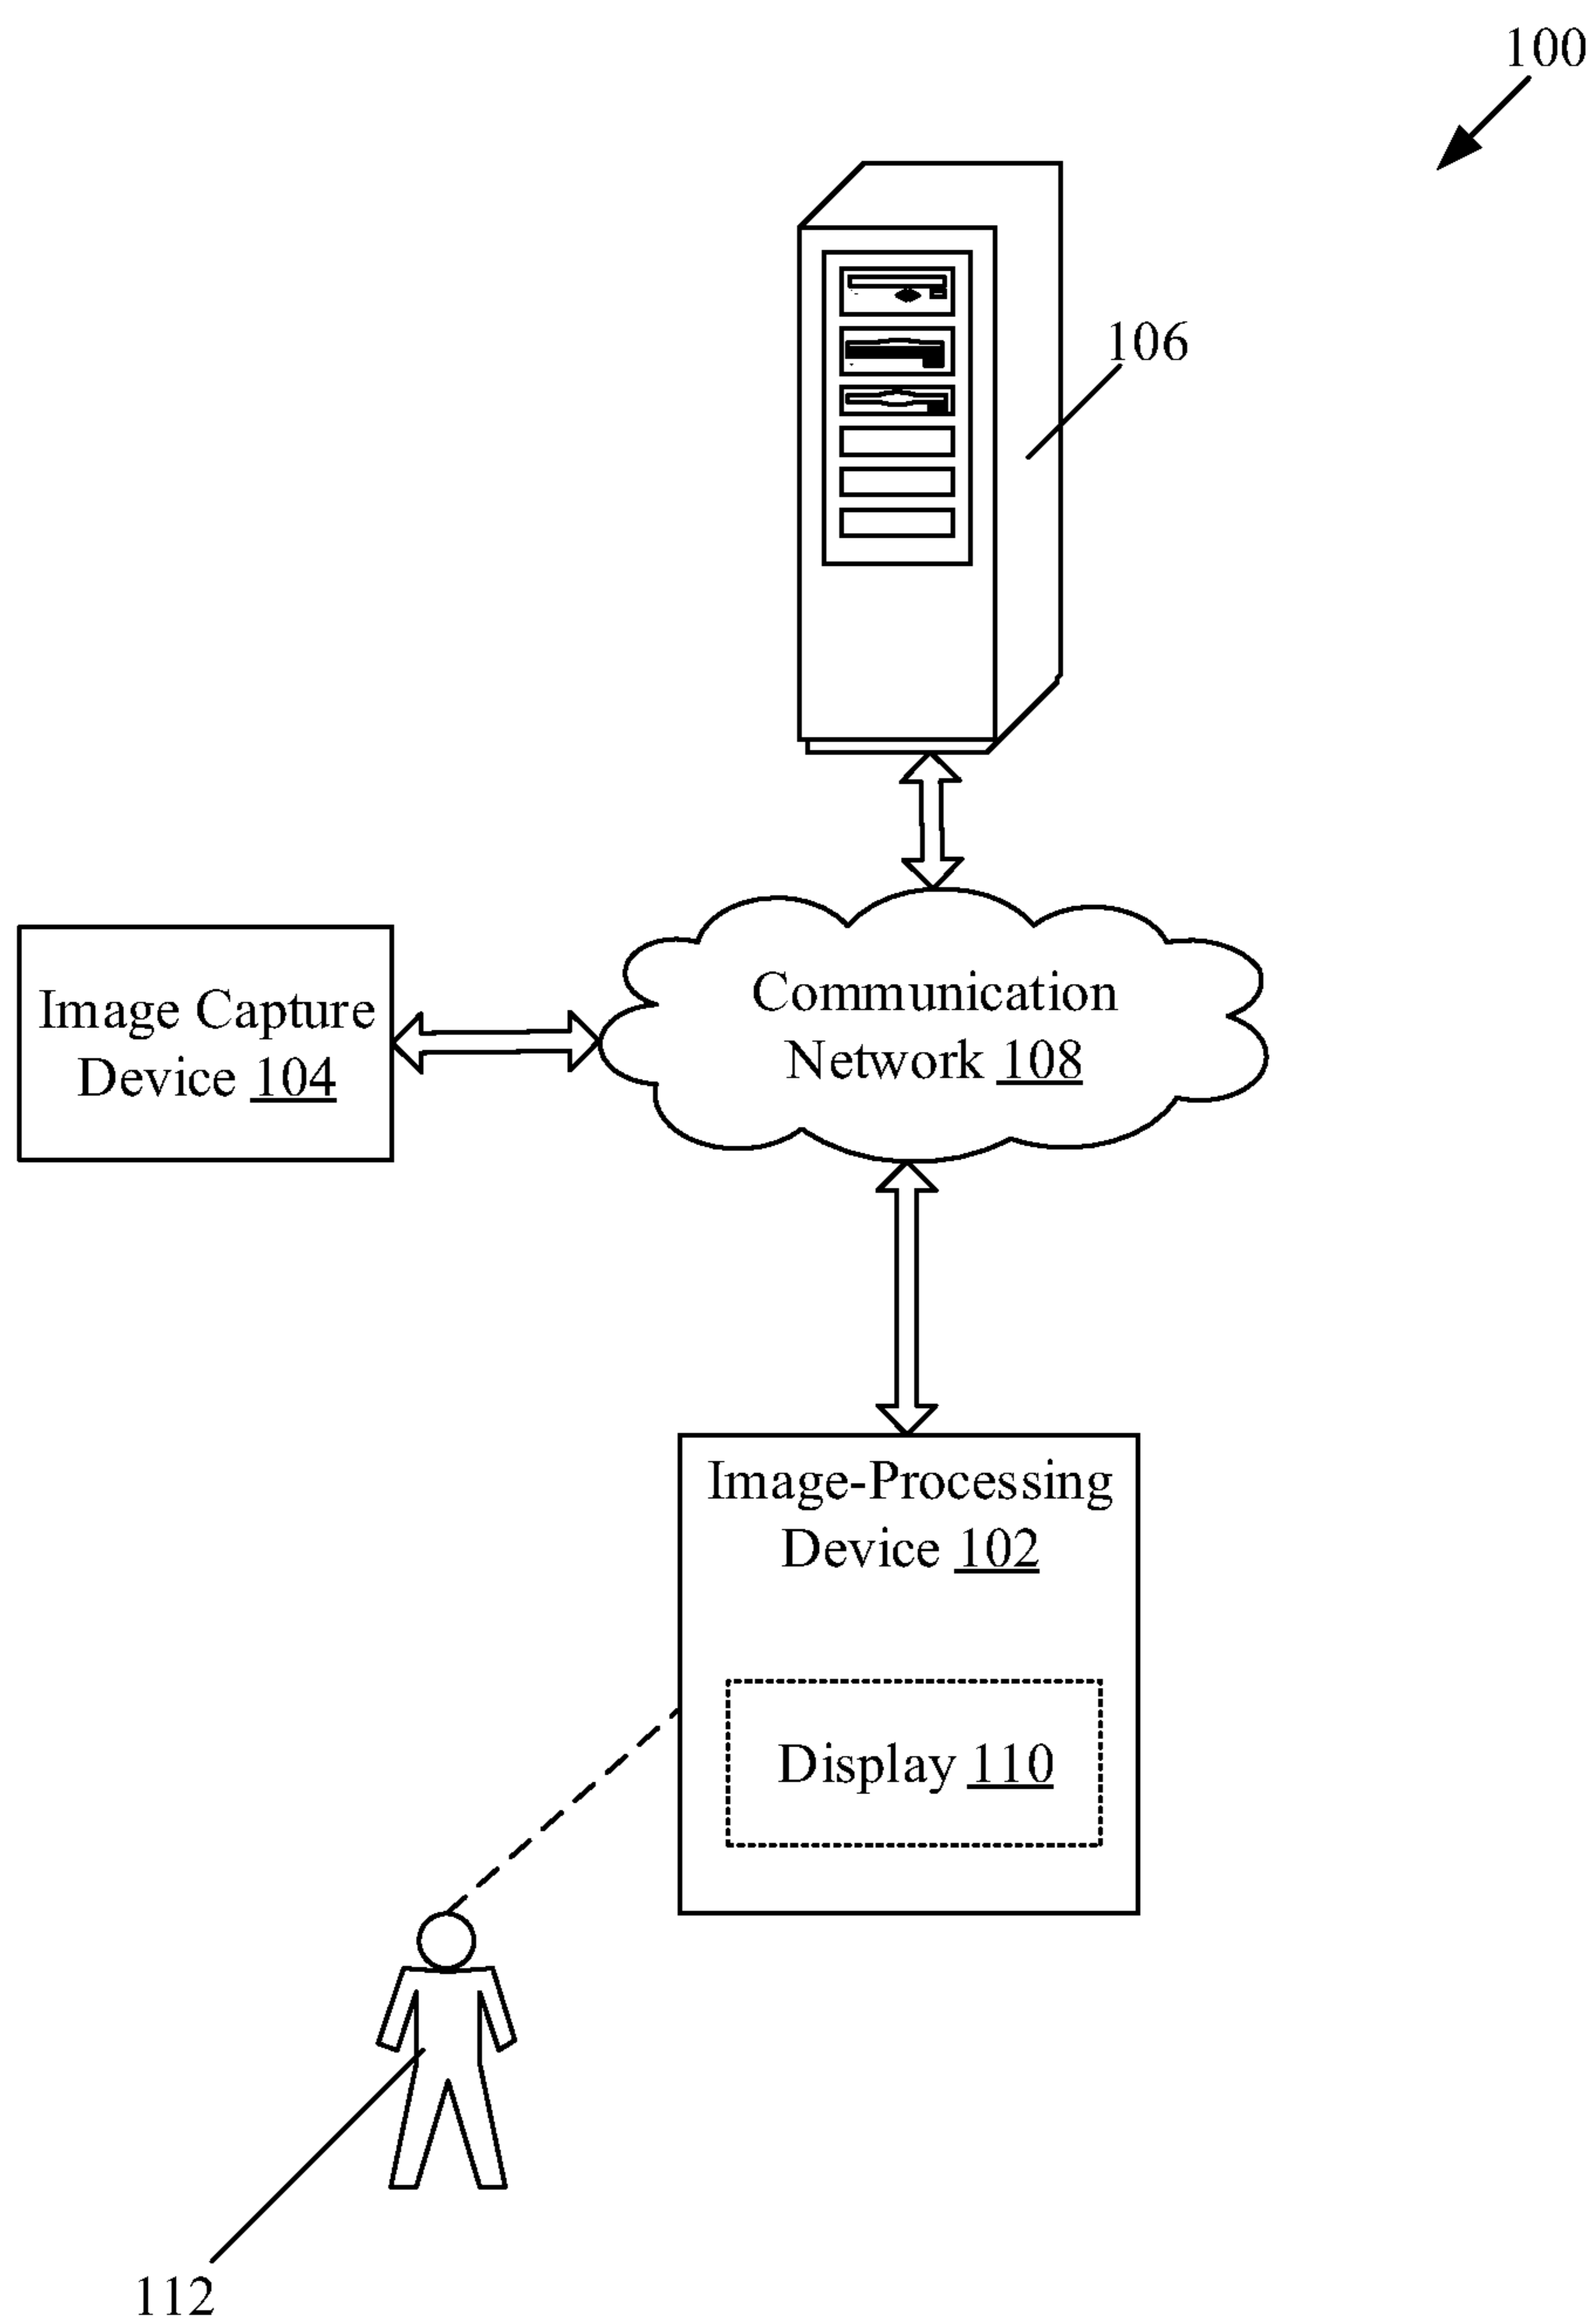 100
106
Communication
Network 108
Image Capture
Device 104
Image-Processing
Device 102
Display 110
112